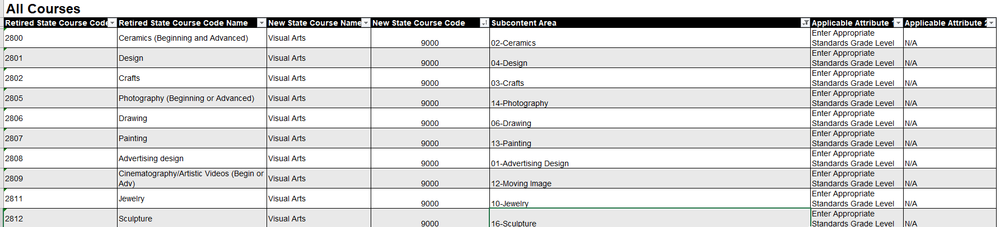 All Courses
Retired State Course Code Retired State Course Code Name New State Course Name New State Course Code Subcontent Area Applicable Attribute 1 Applicable Attribute 2
2800 Ceramics (Beginning and Advanced) Visual Arts 9000 02-Ceramics Enter Appropriate
Standards Grade Level N/A
2801 Design Visual Arts 9000 04-Design Enter Appropriate
Standards Grade Level N/A
2802 Crafts Visual Arts 9000 03-Crafts Enter Appropriate
Standards Grade Level N/A
2805 Photography (Beginning or Advanced) Visual Arts 9000 14-Photography Enter Appropriate
Standards Grade Level N/A
2806 Drawing Visual Arts 9000 06-Drawing Enter Appropriate
Standards Grade Level N/A
2807 Painting Visual Arts 9000 13-Painting Enter Appropriate
Standards Grade Level N/A
2808 Advertising design Visual Arts 9000 01-Advertising Design Enter Appropriate
Standards Grade Level N/A
2809 Cinematography/Artistic Videos (Begin or
Adv) Visual Arts 9000 12-Moving Image Enter Appropriate
Standards Grade Level N/A
2811 Jewelry Visual Arts 9000 10-Jewelry Enter Appropriate
Standards Grade Level N/A
2812 Sculpture Visual Arts 9000 16-Sculpture Enter Appropriate
Standards Grade Level N/A